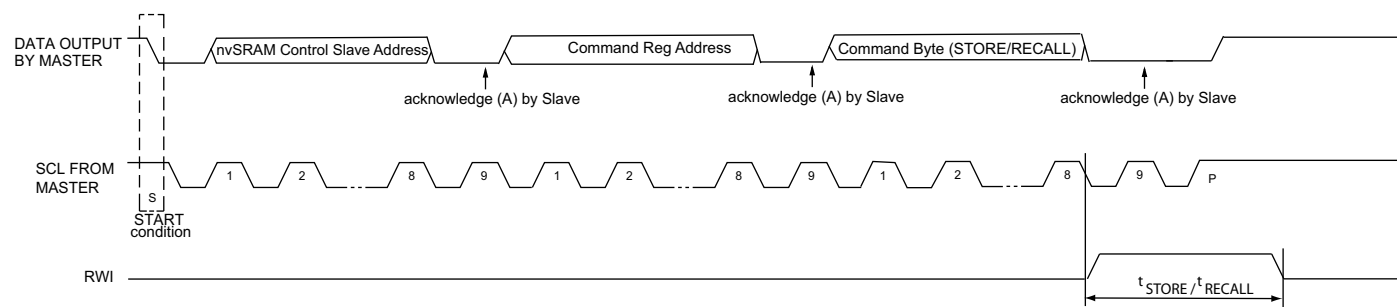 DATA OUTPUT
BY MASTER
nvSRAM Control Slave Address
Command Reg Address
Command Byte (STORE/RECALL)
acknowledge (A) by Slave
acknowledge (A) by Slave
acknowledge (A) by Slave
SCL FROM
MASTER
1 2 8 9 1 2 8 9 1 2 8 9 P
S
START
condition
RWI
tSTORE / tRECALL